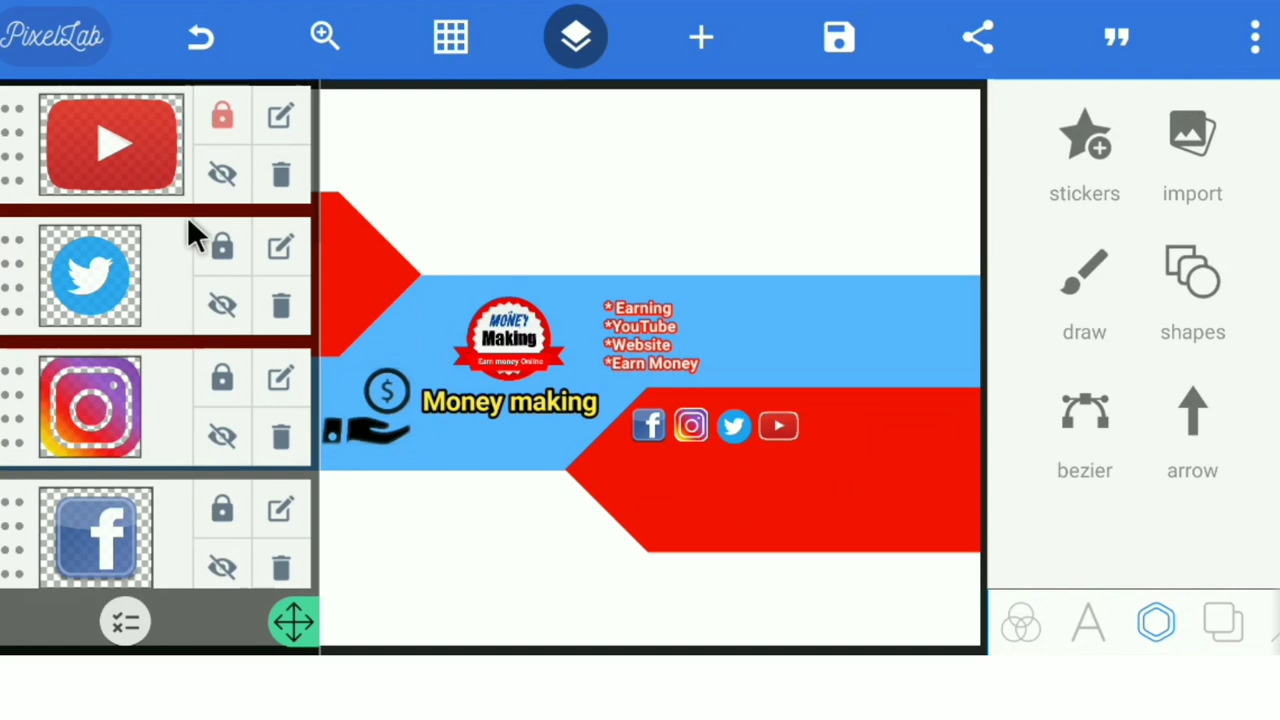 PixelLab
stickers
import
draw
shapes
bezier
arrow
MONEY
Making
Earn money Online
Money making
* Earning
*YouTube
*Website
*Earn Money